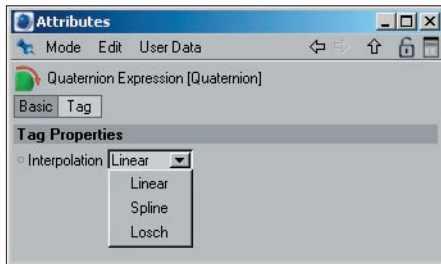 Attributes
Mode Edit User Data
Quaternion Expression [Quaternion]
Basic Tag
Tag Properties
Interpolation Linear
Linear
Spline
Losch